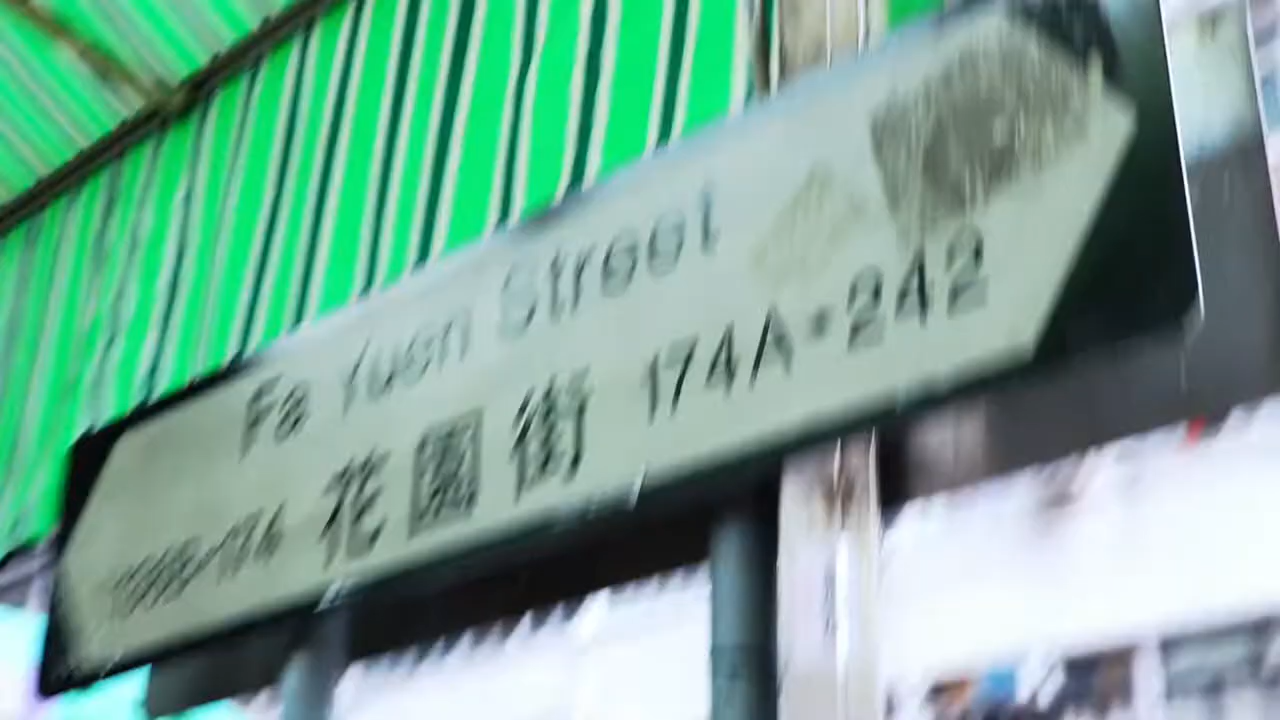 Fa Yuen Street
花園街 174A-242